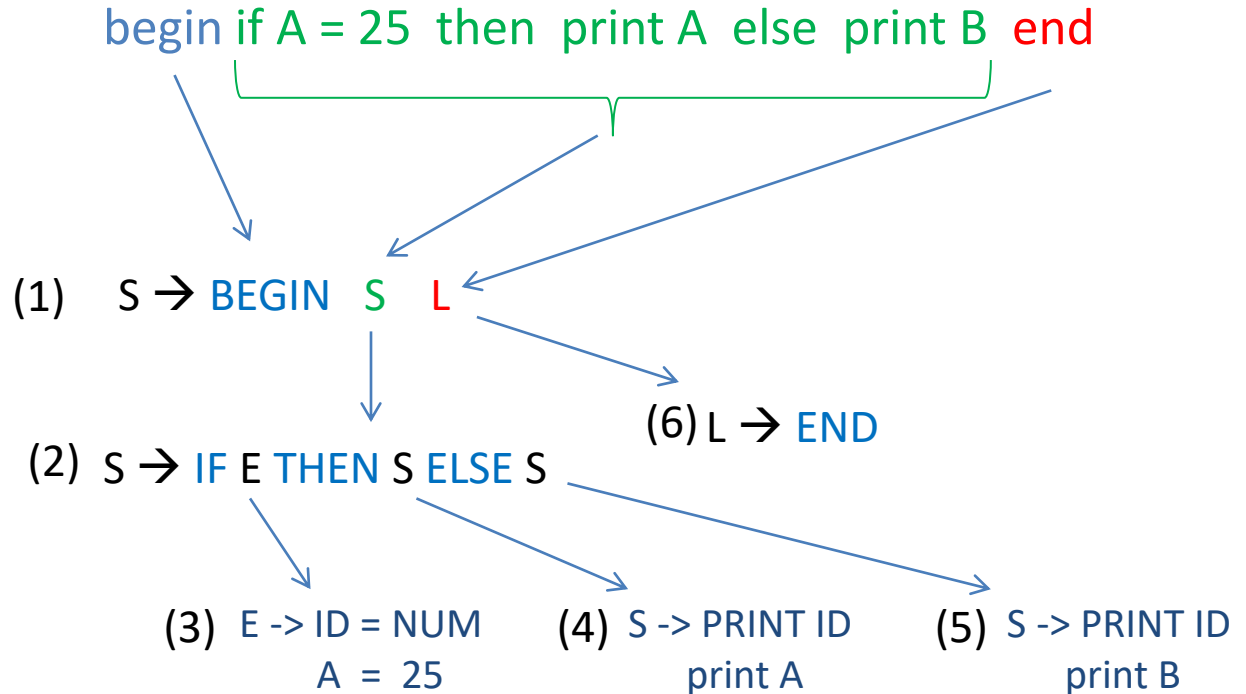 begin if A = 25 then print A else print B end
(1) S → BEGIN S L
(6) L → END
(2) S → IF E THEN S ELSE S
(3) E -> ID = NUM
A = 25
(4) S -> PRINT ID
print A
(5) S -> PRINT ID
print B